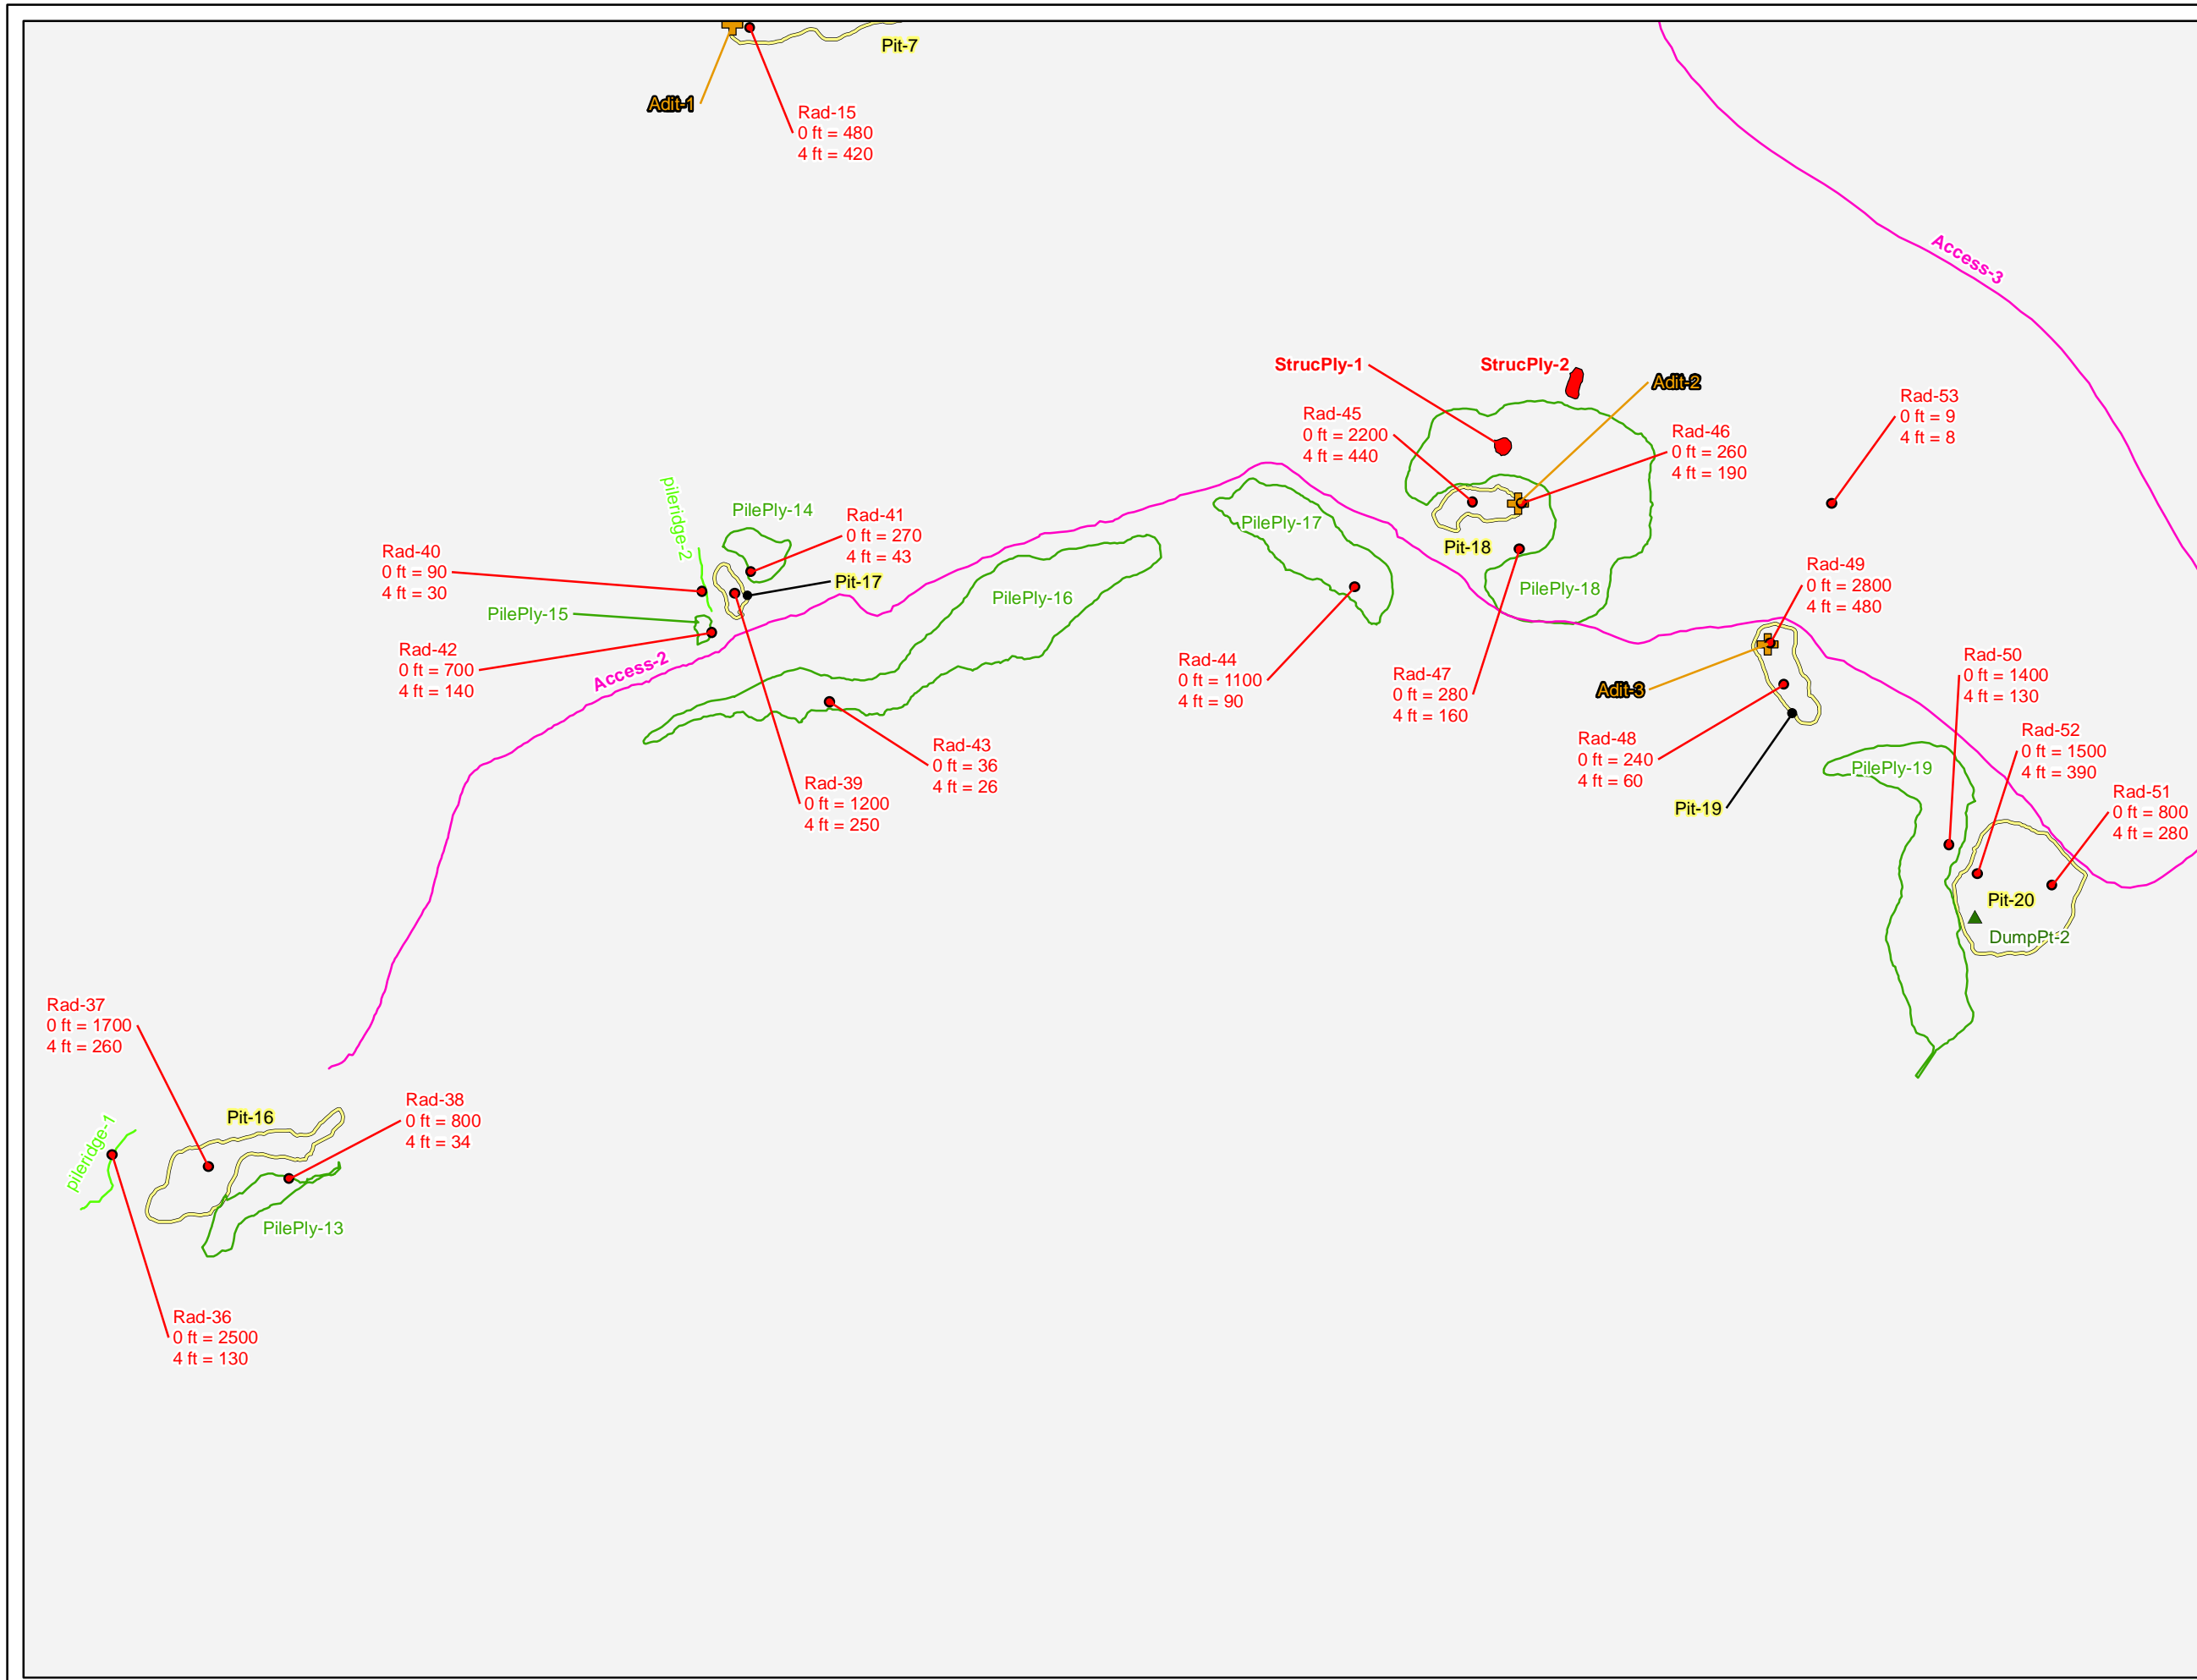 Pit-7
Adit-1
Rad-15
0 ft = 480
4 ft = 420
Access-3
StrucPly-1
StrucPly-2
Adit-2
Rad-53
0 ft = 9
4 ft = 8
Rad-45
0 ft = 2200
4 ft = 440
Rad-46
0 ft = 260
4 ft = 190
pileridge-2
PilePly-14
Rad-41
0 ft = 270
4 ft = 43
PilePly-17
Pit-18
Rad-40
0 ft = 90
4 ft = 30
Pit-17
PilePly-18
Rad-49
0 ft = 2800
4 ft = 480
PilePly-15
PilePly-16
Rad-42
0 ft = 700
4 ft = 140
Access-2
Rad-44
0 ft = 1100
4 ft = 90
Rad-47
0 ft = 280
4 ft = 160
Adit-3
Rad-50
0 ft = 1400
4 ft = 130
Rad-43
0 ft = 36
4 ft = 26
Rad-48
0 ft = 240
4 ft = 60
Rad-52
0 ft = 1500
4 ft = 390
PilePly-19
Rad-39
0 ft = 1200
4 ft = 250
Pit-19
Rad-51
0 ft = 800
4 ft = 280
Pit-20
DumpPt-2
Rad-37
0 ft = 1700
4 ft = 260
Pit-16
Rad-38
0 ft = 800
4 ft = 34
pileridge-1
PilePly-13
Rad-36
0 ft = 2500
4 ft = 130